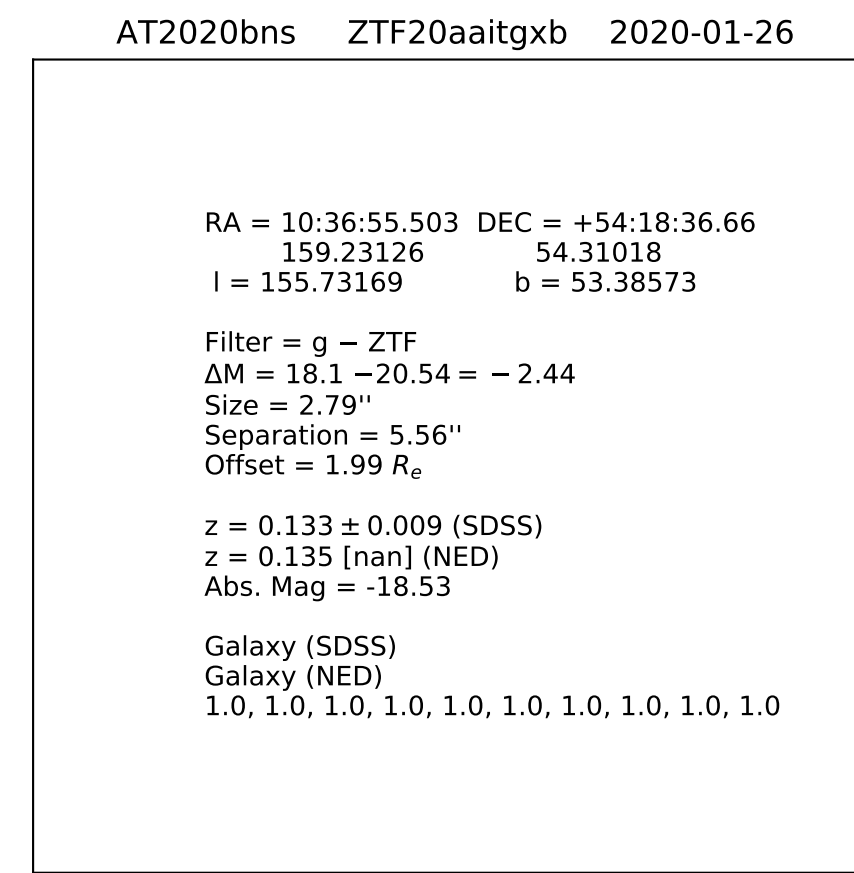 AT2020bns ZTF20aaitgxb 2020-01-26
RA = 10:36:55.503 DEC = +54:18:36.66
159.23126 54.31018
l = 155.73169 b = 53.38573
Filter = g − ZTF
ΔM = 18.1 −20.54 = − 2.44
Size = 2.79''
Separation = 5.56''
Offset = 1.99 Re
z = 0.133 ± 0.009 (SDSS)
z = 0.135 [nan] (NED)
Abs. Mag = -18.53
Galaxy (SDSS)
Galaxy (NED)
1.0, 1.0, 1.0, 1.0, 1.0, 1.0, 1.0, 1.0, 1.0, 1.0